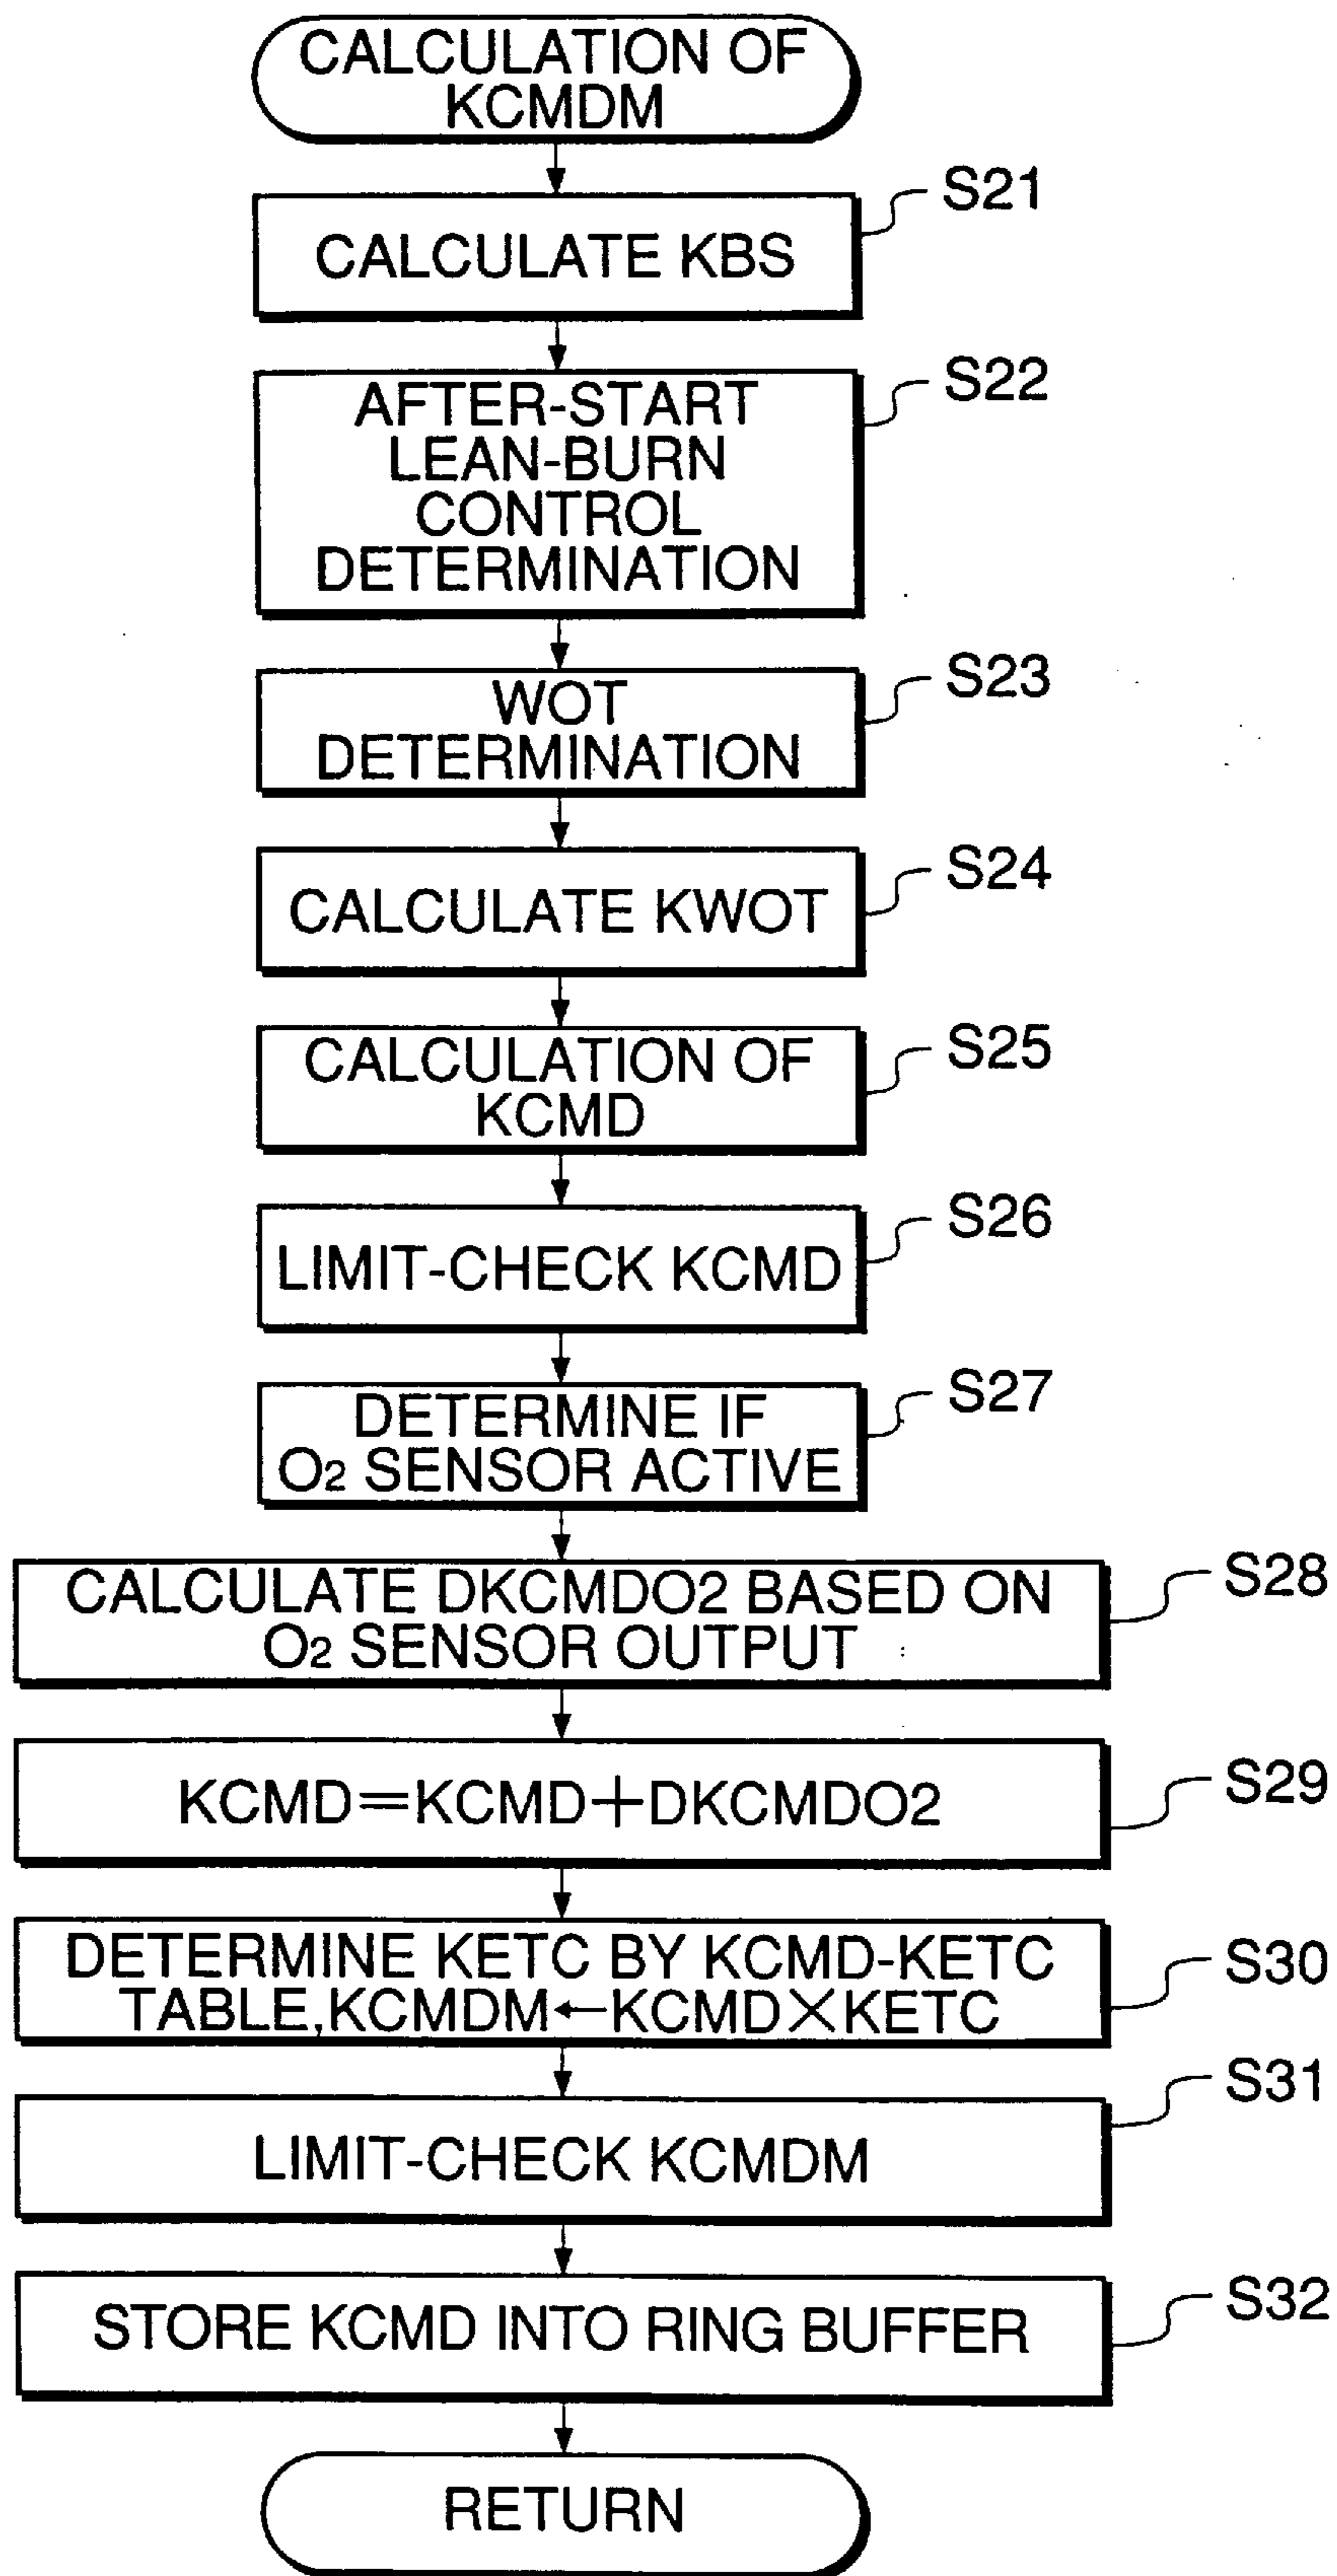 CALCULATION OF
KCMDM
S21
CALCULATE KBS
S22
AFTER-START
LEAN-BURN
CONTROL
DETERMINATION
S23
WOT
DETERMINATION
S24
CALCULATE KWOT
S25
CALCULATION OF
KCMD
S26
LIMIT-CHECK KCMD
S27
DETERMINE IF
O2 SENSOR ACTIVE
S28
CALCULATE DKCMDO2 BASED ON
O2 SENSOR OUTPUT
S29
KCMD=KCMD+DKCMDO2
S30
DETERMINE KETC BY KCMD-KETC
TABLE,KCMDM←KCMD×KETC
S31
LIMIT-CHECK KCMDM
S32
STORE KCMD INTO RING BUFFER
RETURN